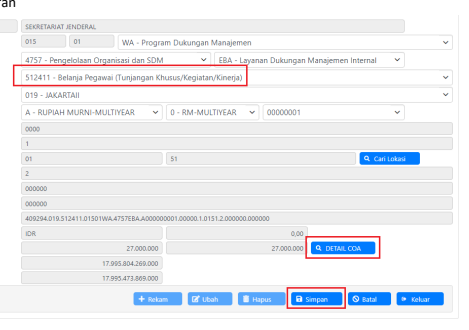 ran
SEKRETARIAT JENDERAL
015 01 WA - Program Dukungan Manajemen
4757 - Pengelolaan Organisasi dan SDM EBA - Layanan Dukungan Manajemen Internal
512411 - Belanja Pegawai (Tunjangan Khusus/Kegiatan/Kinerja)
019 - JAKARTAII
A - RUPIAH MURNI-MULTIYEAR 0 - RM-MULTIYEAR 00000001
0000
1
01 51 Cari Lokasi
2
000000
000000
409294.019.512411.01501WA.4757EBA.A000000001.00000.1.0151.2.000000.000000
IDR 0,00
27.000.000 27.000.000 DETAIL COA
17.995.804.269.000
17.995.473.869.000
Rekam Ubah Hapus Simpan Batal Keluar